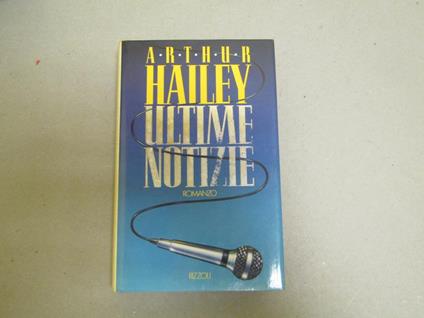 A·R·T·H·U·R
HAILEY
ULTIME
NOTIZIE
ROMANZO
RIZZOLI